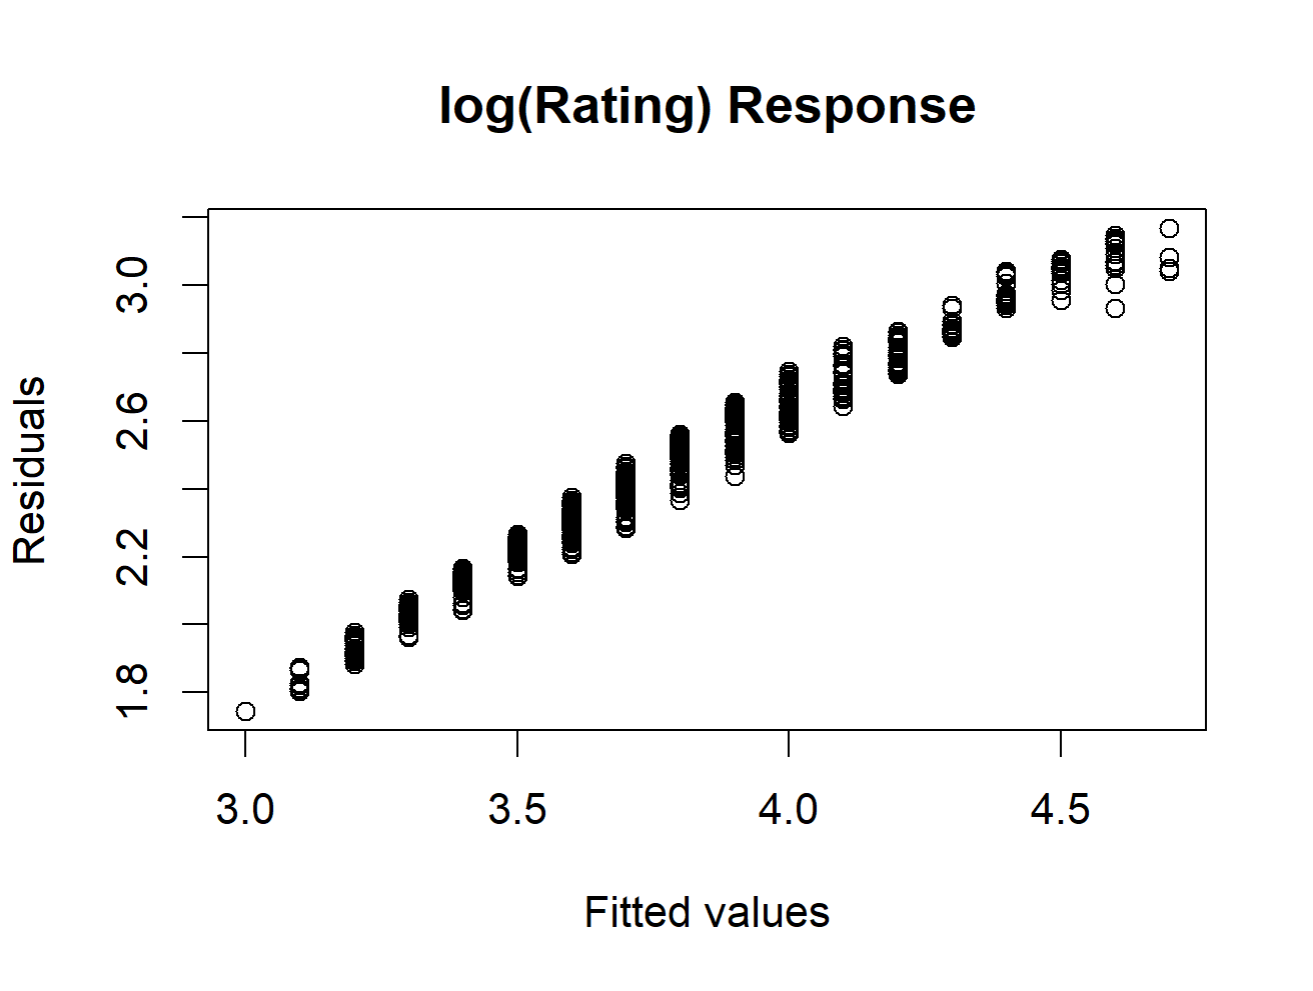 log(Rating) Response
Residuals
3.0
2.6
2.2
1.8
3.0 3.5 4.0 4.5
Fitted values